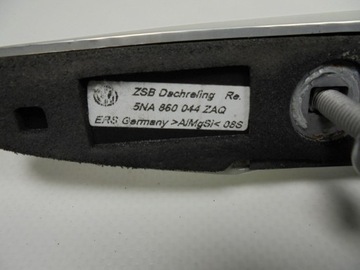 ZSB Dachreling Re.
5NA 860 044 ZAQ
ERS Germany >AlMgSi< 08S